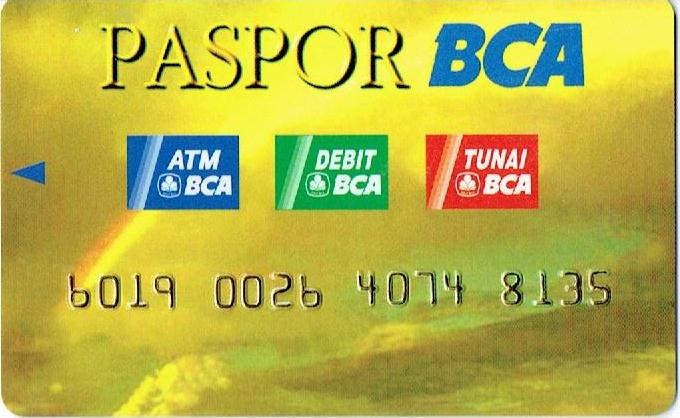 PASPOR BCA
ATM BCA
DEBIT BCA
TUNAI BCA
6019 0026 4074 8135